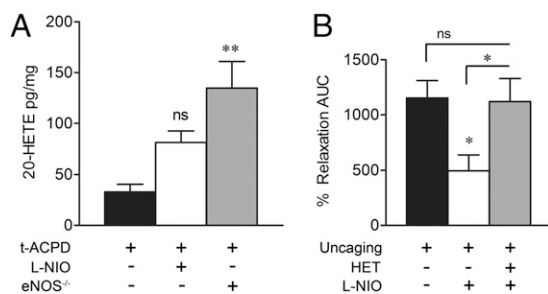 A
20-HETE pg/mg
200
150
100
50
0
ns
**
t-ACPD + + +
L-NIO - + -
eNOS-/- - - +
B
% Relaxation AUC
1500
1000
500
0
ns
*
*
Uncaging + + +
HET - - +
L-NIO - + +